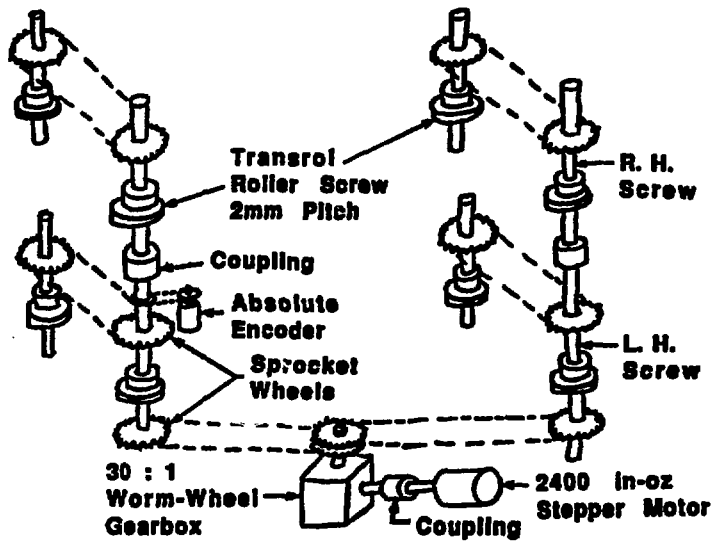 Transrol
Roller Screw
2mm Pitch
R. H.
Screw
Coupling
Absolute
Encoder
Sprocket
Wheels
L. H.
Screw
30 : 1
Worm-Wheel
Gearbox
Coupling
2400 in-oz
Stepper Motor